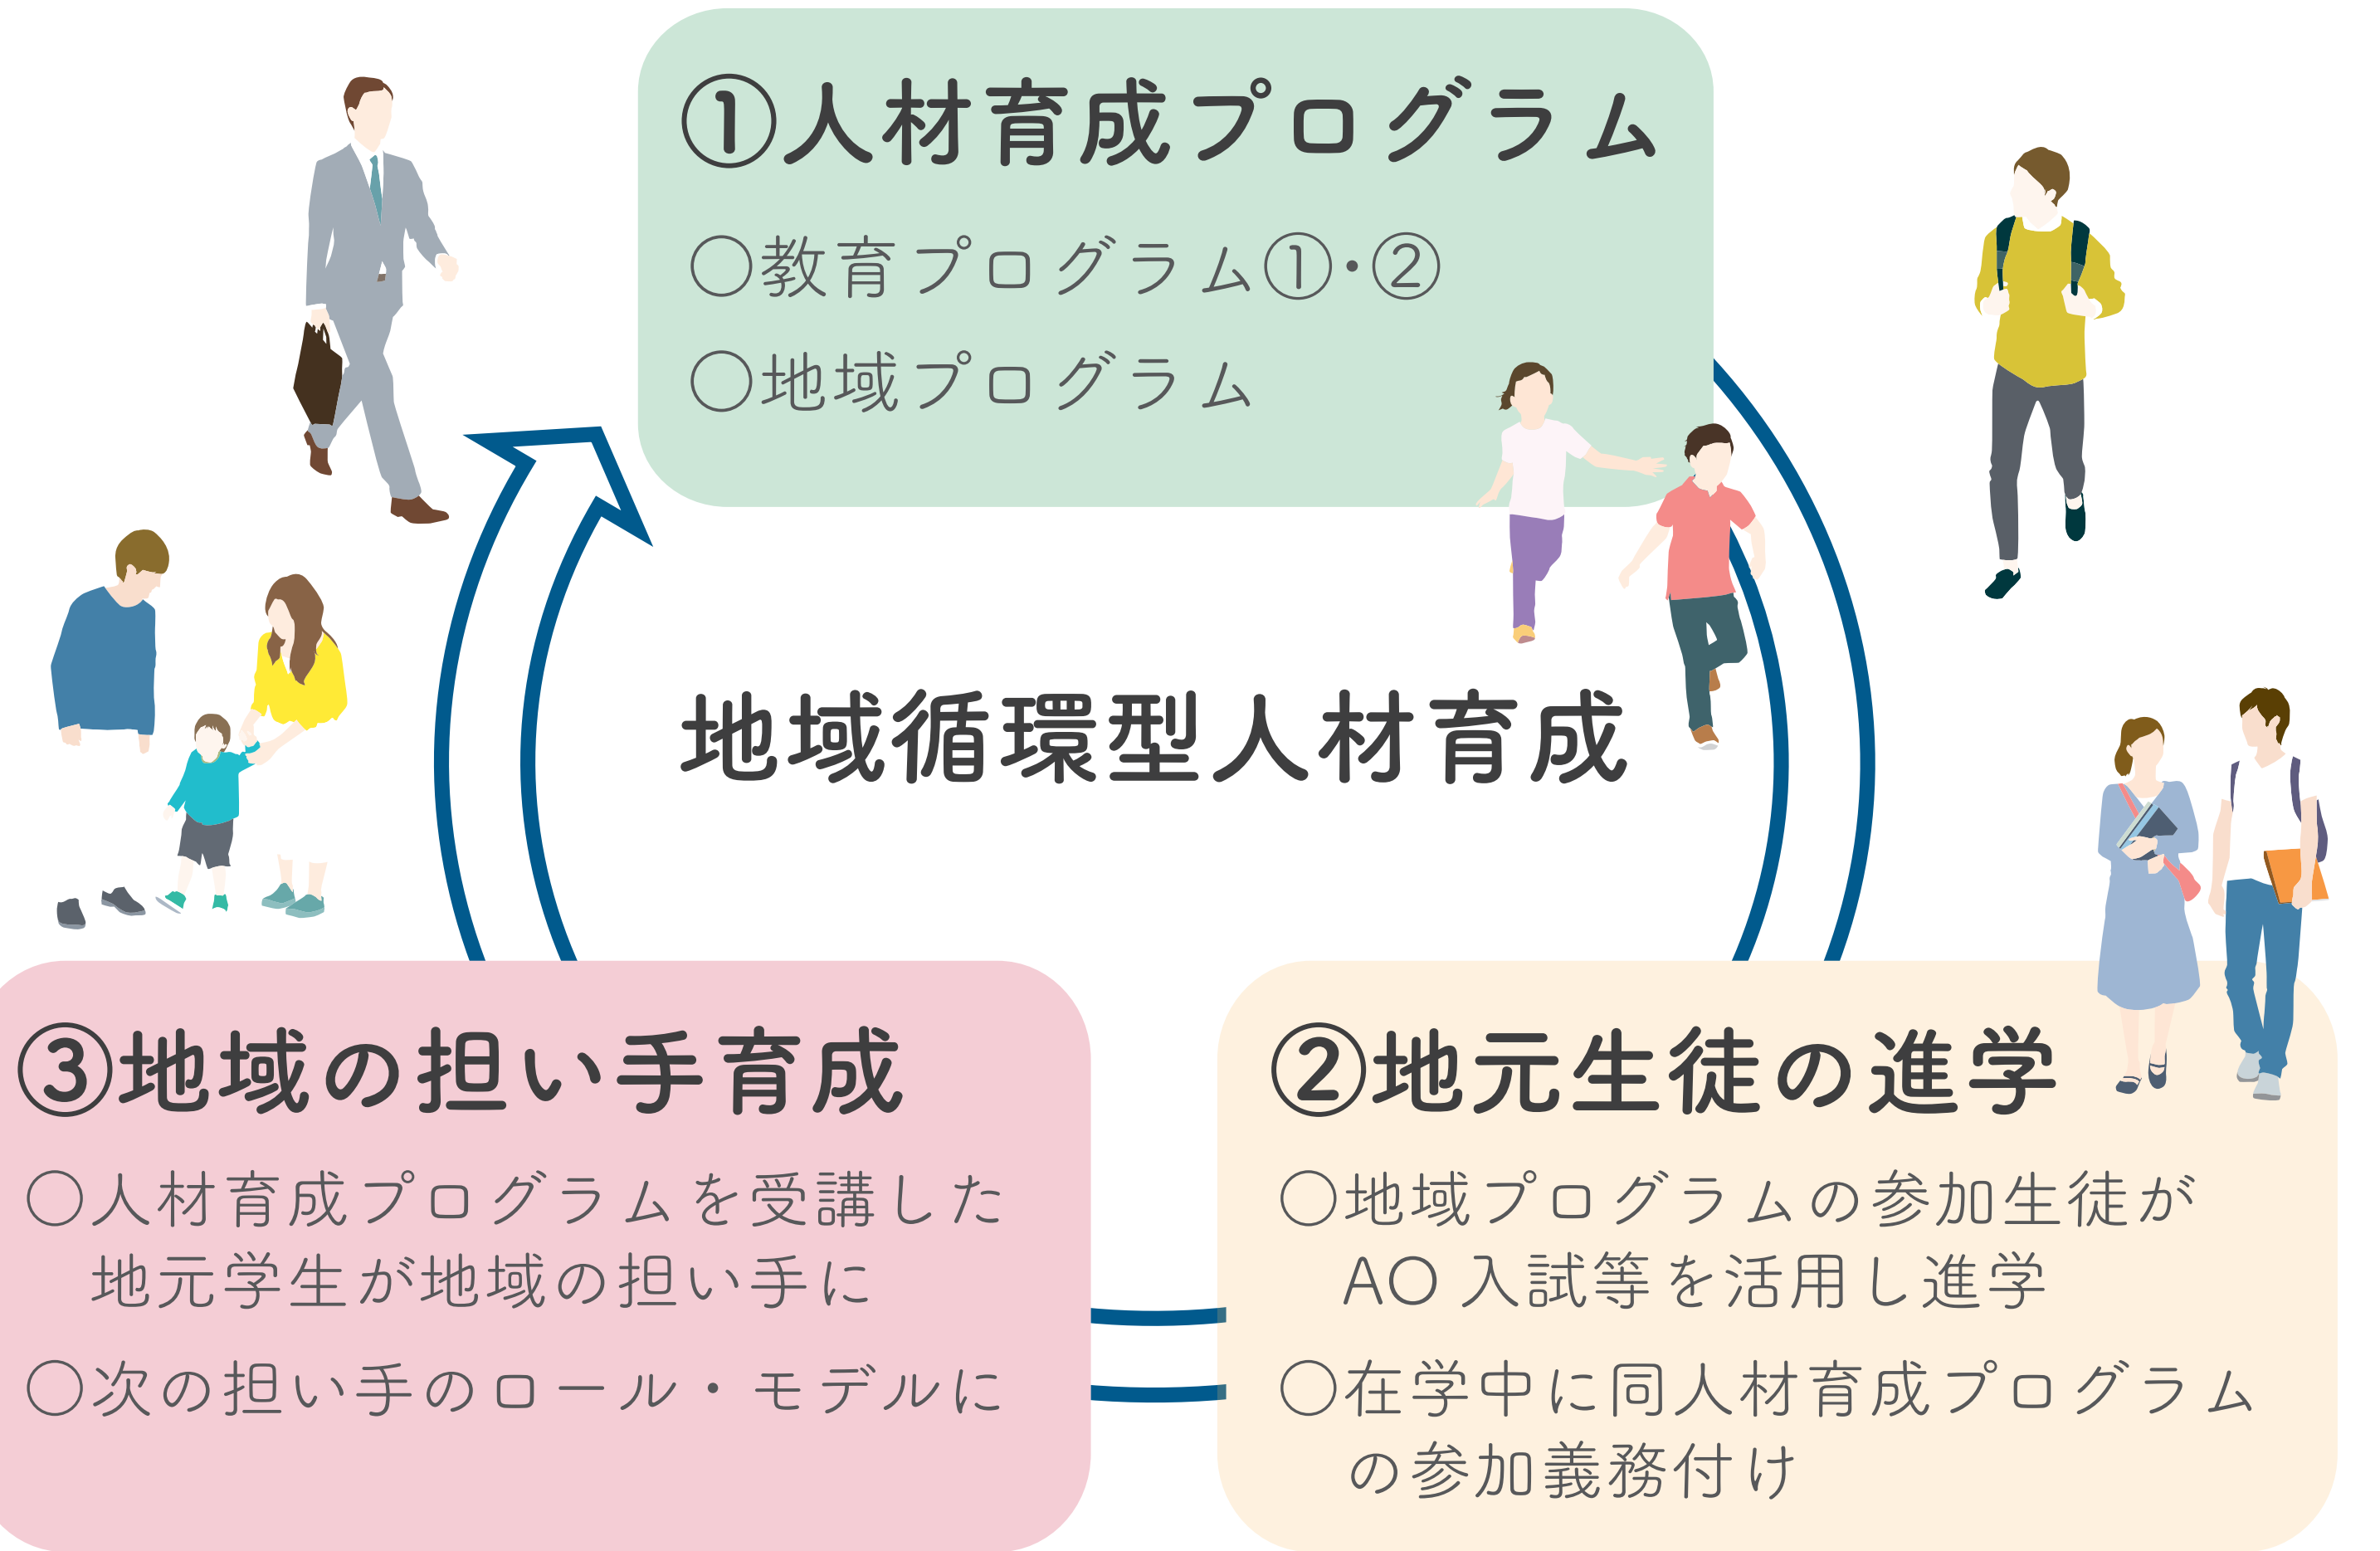 ①人材育成プログラム
○教育プログラム①・②
○地域プログラム
地域循環型人材育成
③地域の担い手育成
○人材育成プログラムを受講した
地元学生が地域の担い手に
○次の担い手のロール・モデルに
②地元生徒の進学
○地域プログラムの参加生徒が
AO入試等を活用し進学
○在学中に同人材育成プログラム
の参加義務付け